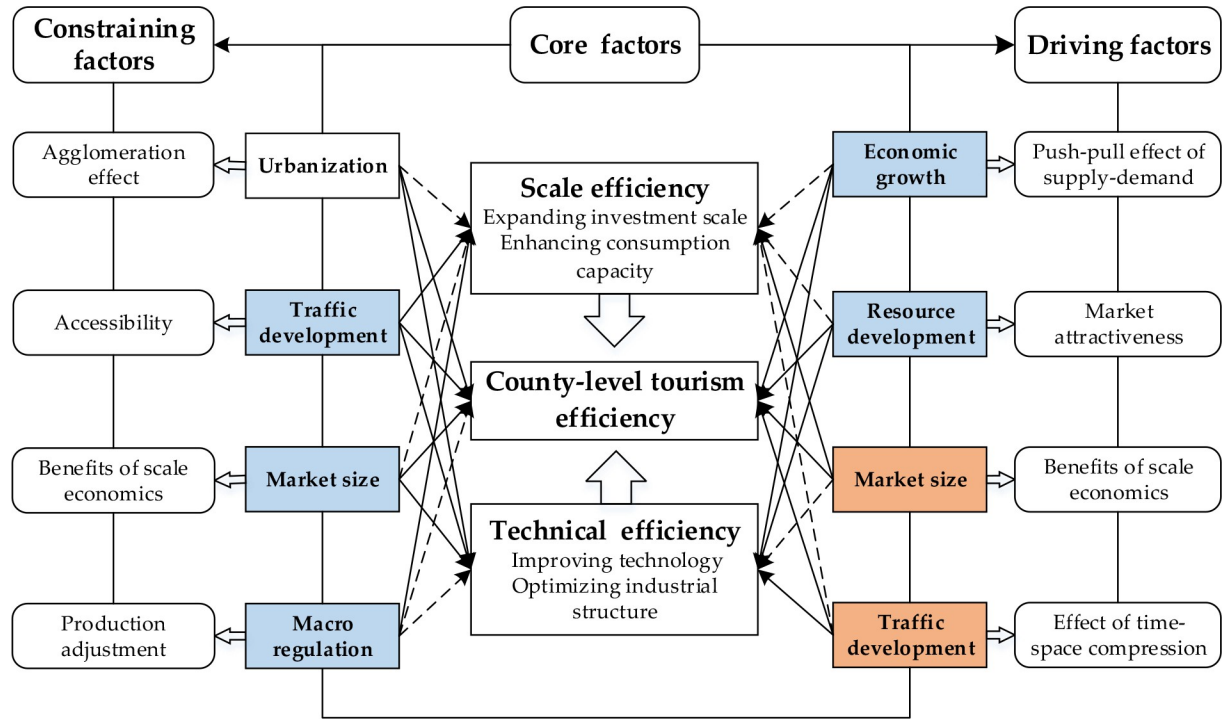 Constraining
factors
Core factors
Driving factors
Agglomeration
effect
Urbanization
Scale efficiency
Expanding investment scale
Enhancing consumption
capacity
Economic
growth
Push-pull effect of
supply-demand
Accessibility
Traffic
development
Resource
development
Market
attractiveness
County-level tourism
efficiency
Benefits of scale
economics
Market size
Market size
Benefits of scale
economics
Technical efficiency
Improving technology
Optimizing industrial
structure
Production
adjustment
Macro
regulation
Traffic
development
Effect of time-
space compression